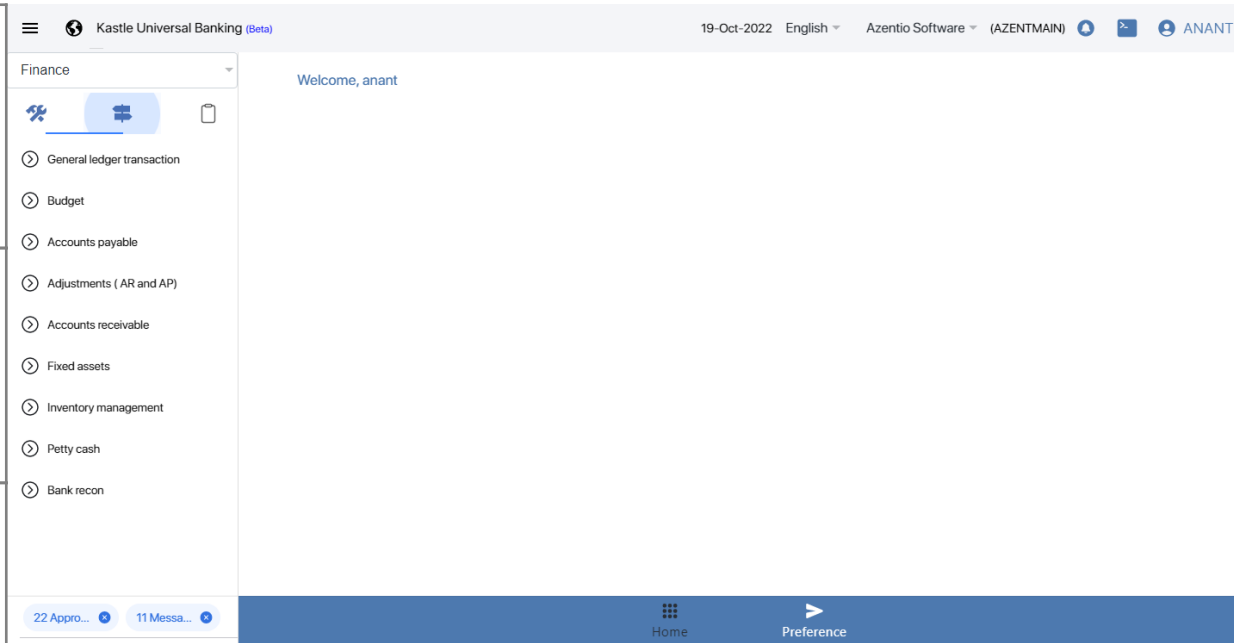 Kastle Universal Banking (Beta)
19-Oct-2022 English Azentio Software (AZENTMAIN) ANANT
Finance
Welcome, anant
General ledger transaction
Budget
Accounts payable
Adjustments ( AR and AP)
Accounts receivable
Fixed assets
Inventory management
Petty cash
Bank recon
22 Appro... 11 Messa...
Home Preference